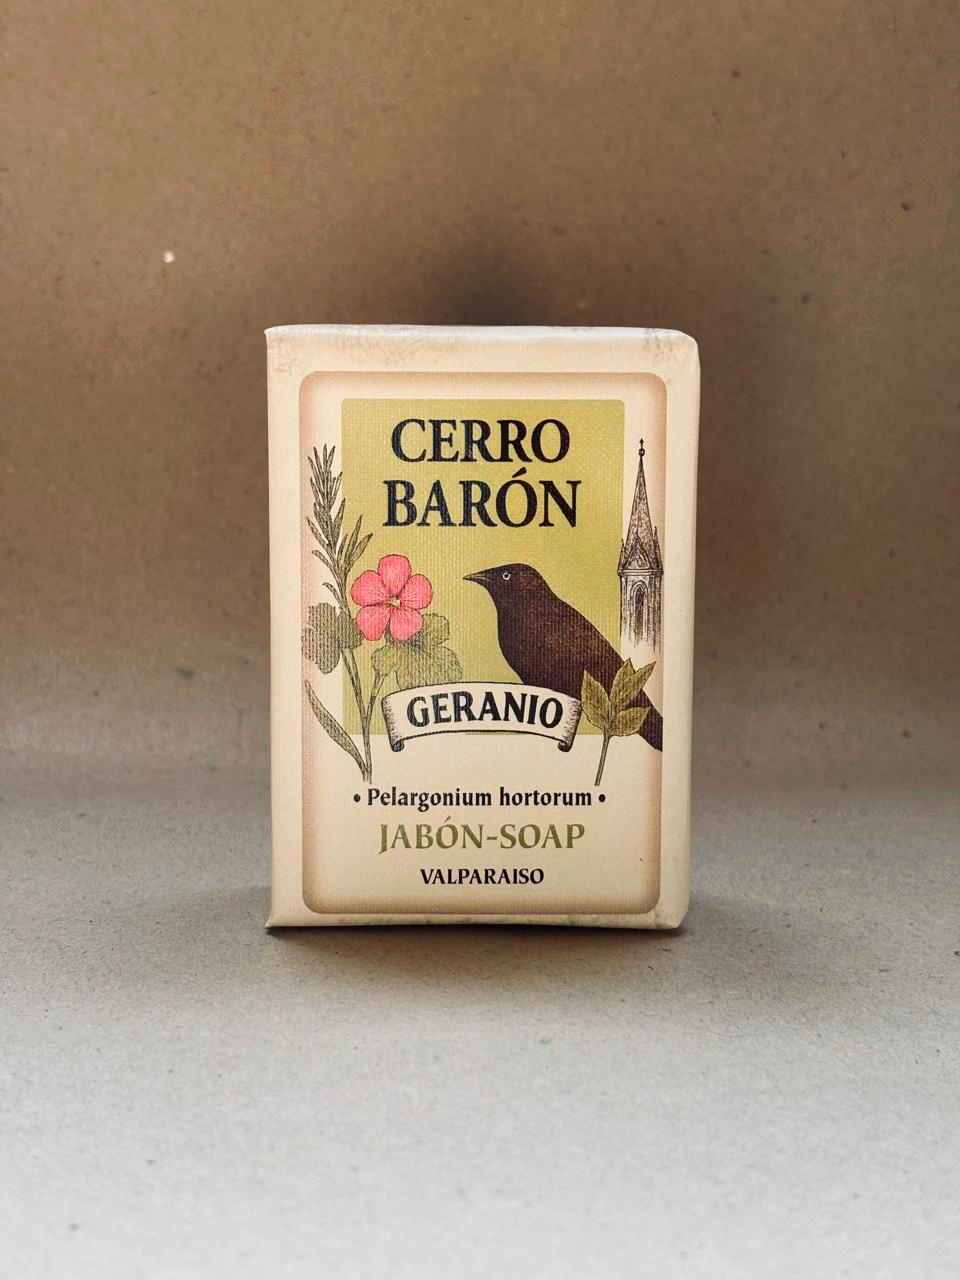 CERRO
BARÓN
GERANIO
• Pelargonium hortorum •
JABÓN-SOAP
VALPARAISO